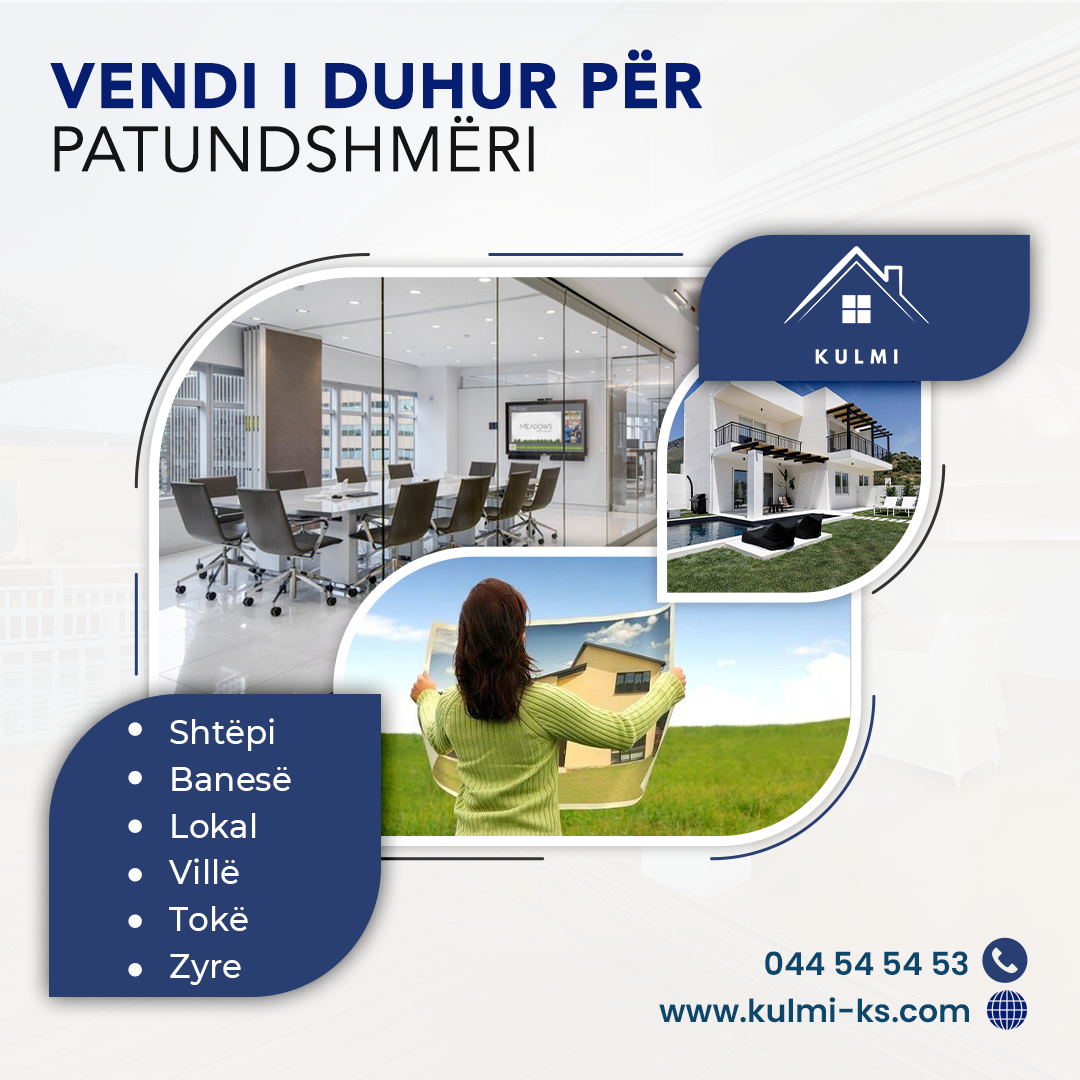 VENDI I DUHUR PËR
PATUNDSHMËRI
KULMI
MEADOWS
Shtëpi
Banesë
Lokal
Villë
Tokë
Zyre
044 54 54 53
www.kulmi-ks.com